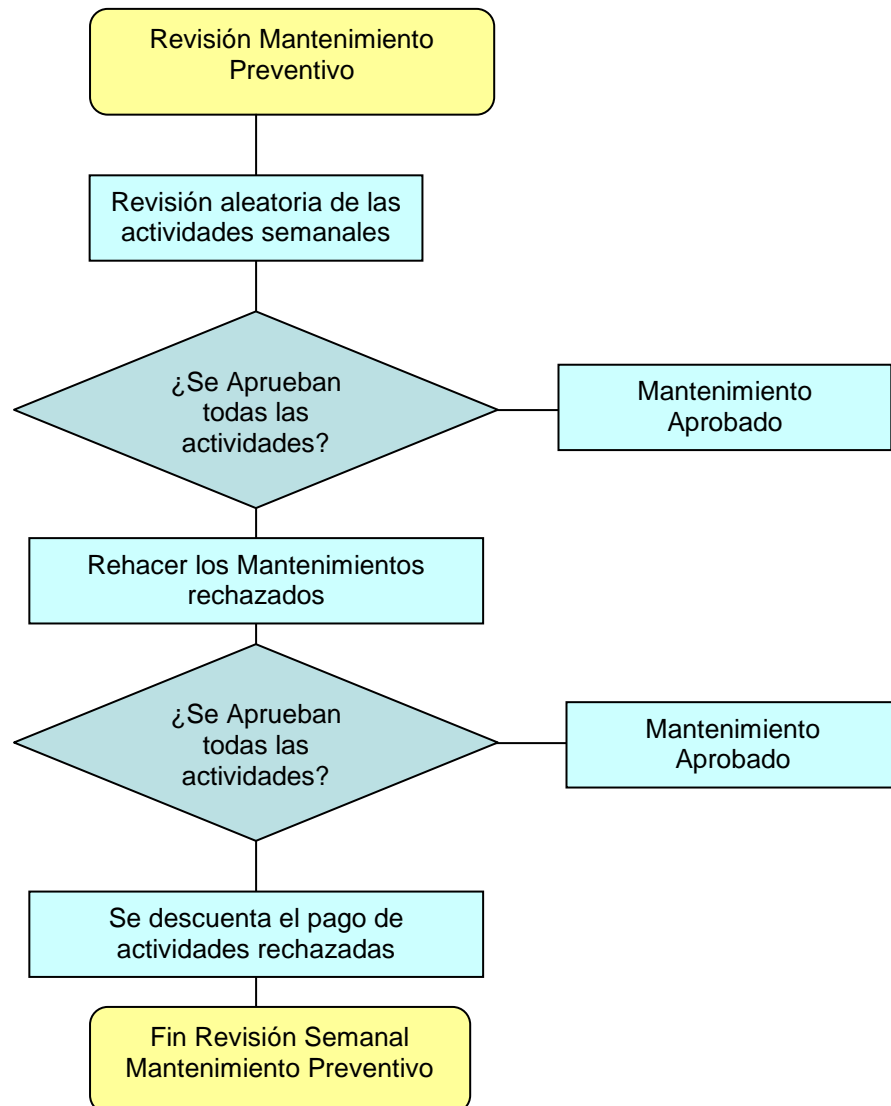 Revisión Mantenimiento
Preventivo
Revisión aleatoria de las
actividades semanales
¿Se Aprueban
todas las
actividades?
Mantenimiento
Aprobado
Rehacer los Mantenimientos
rechazados
¿Se Aprueban
todas las
actividades?
Mantenimiento
Aprobado
Se descuenta el pago de
actividades rechazadas
Fin Revisión Semanal
Mantenimiento Preventivo